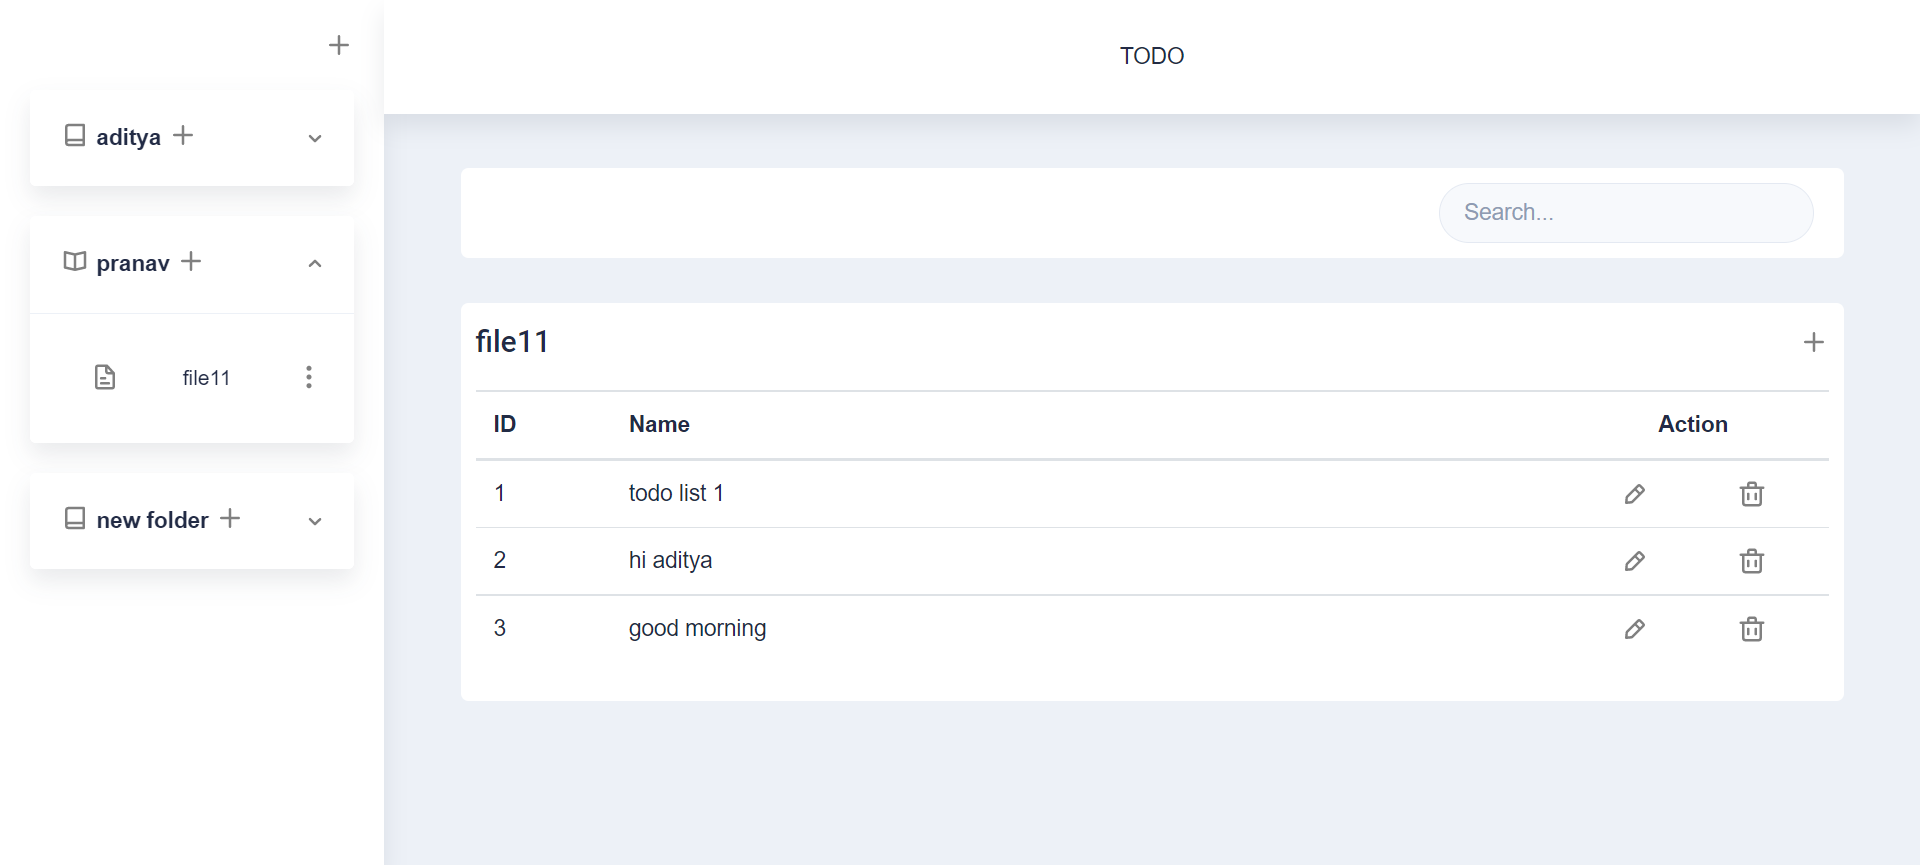 TODO
aditya
pranav
file11
new folder
Search...
file11
ID Name Action
1 todo list 1
2 hi aditya
3 good morning